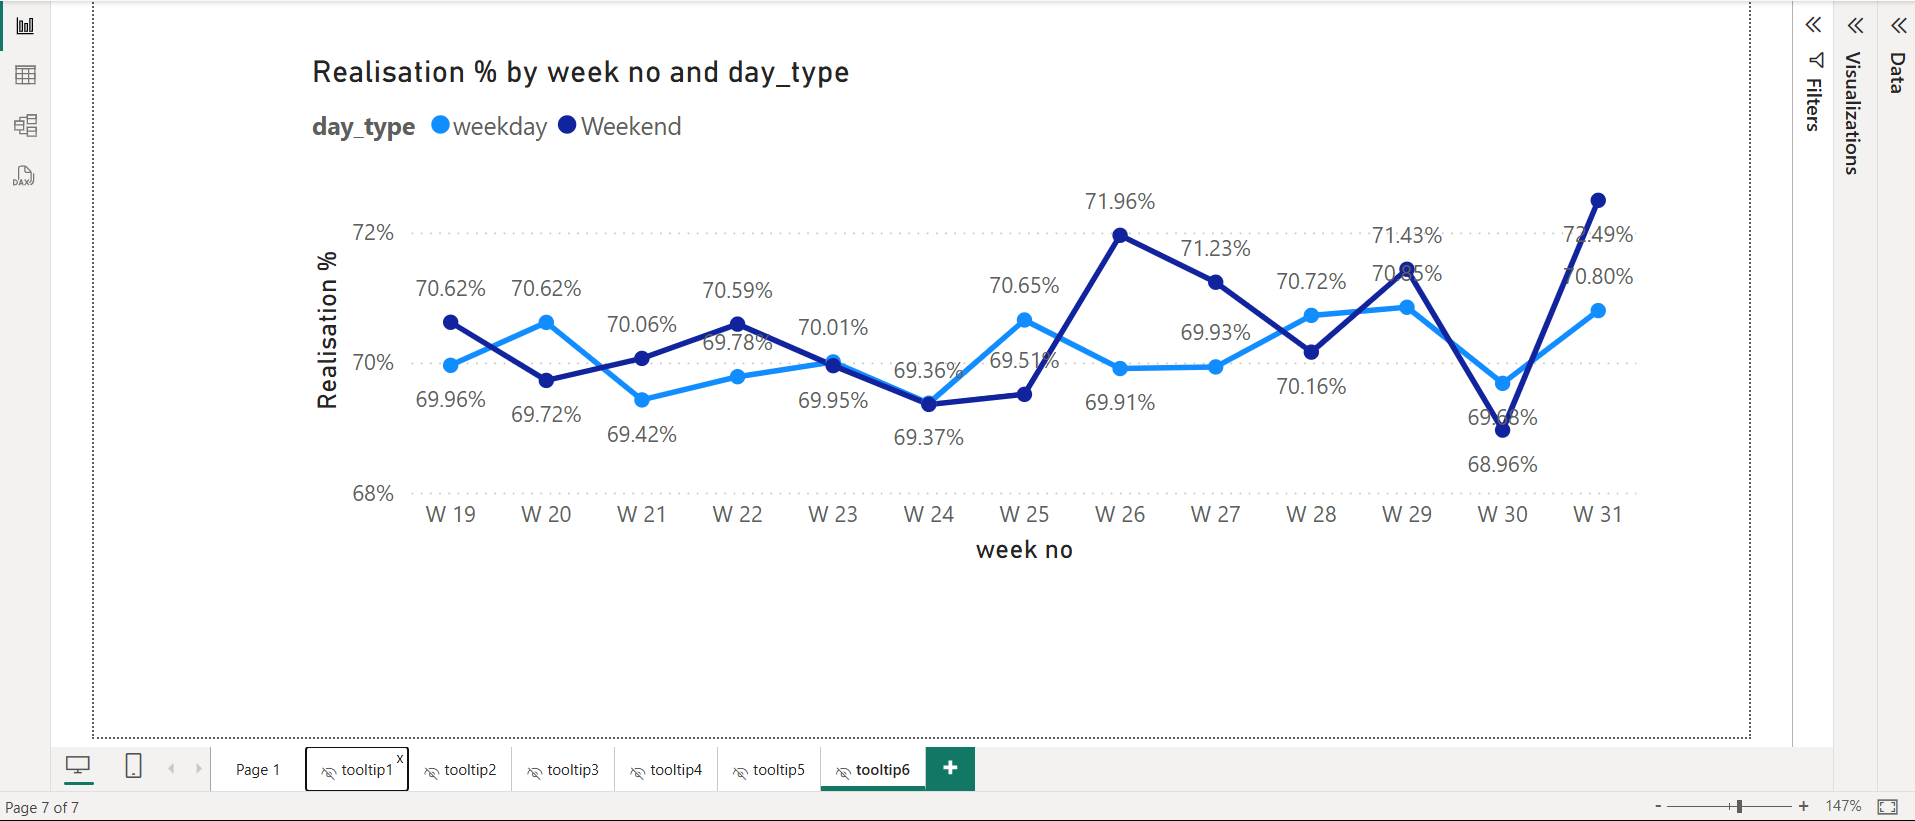 Realisation % by week no and day_type
day_type weekday Weekend
Realisation %
72%
70%
68%
71.96%
72.49%
71.43%
71.23%
70.85%
70.80%
70.62% 70.62% 70.59% 70.65% 70.72%
70.06% 70.01% 69.93%
69.78%
69.36% 69.51%
69.96% 69.95% 69.91% 70.16%
69.72% 69.68%
69.42% 69.37%
68.96%
W 19 W 20 W 21 W 22 W 23 W 24 W 25 W 26 W 27 W 28 W 29 W 30 W 31
week no
Filters
Visualizations
Data
DAX
Page 1 tooltip1 x tooltip2 tooltip3 tooltip4 tooltip5 tooltip6 +
Page 7 of 7 - + 147%